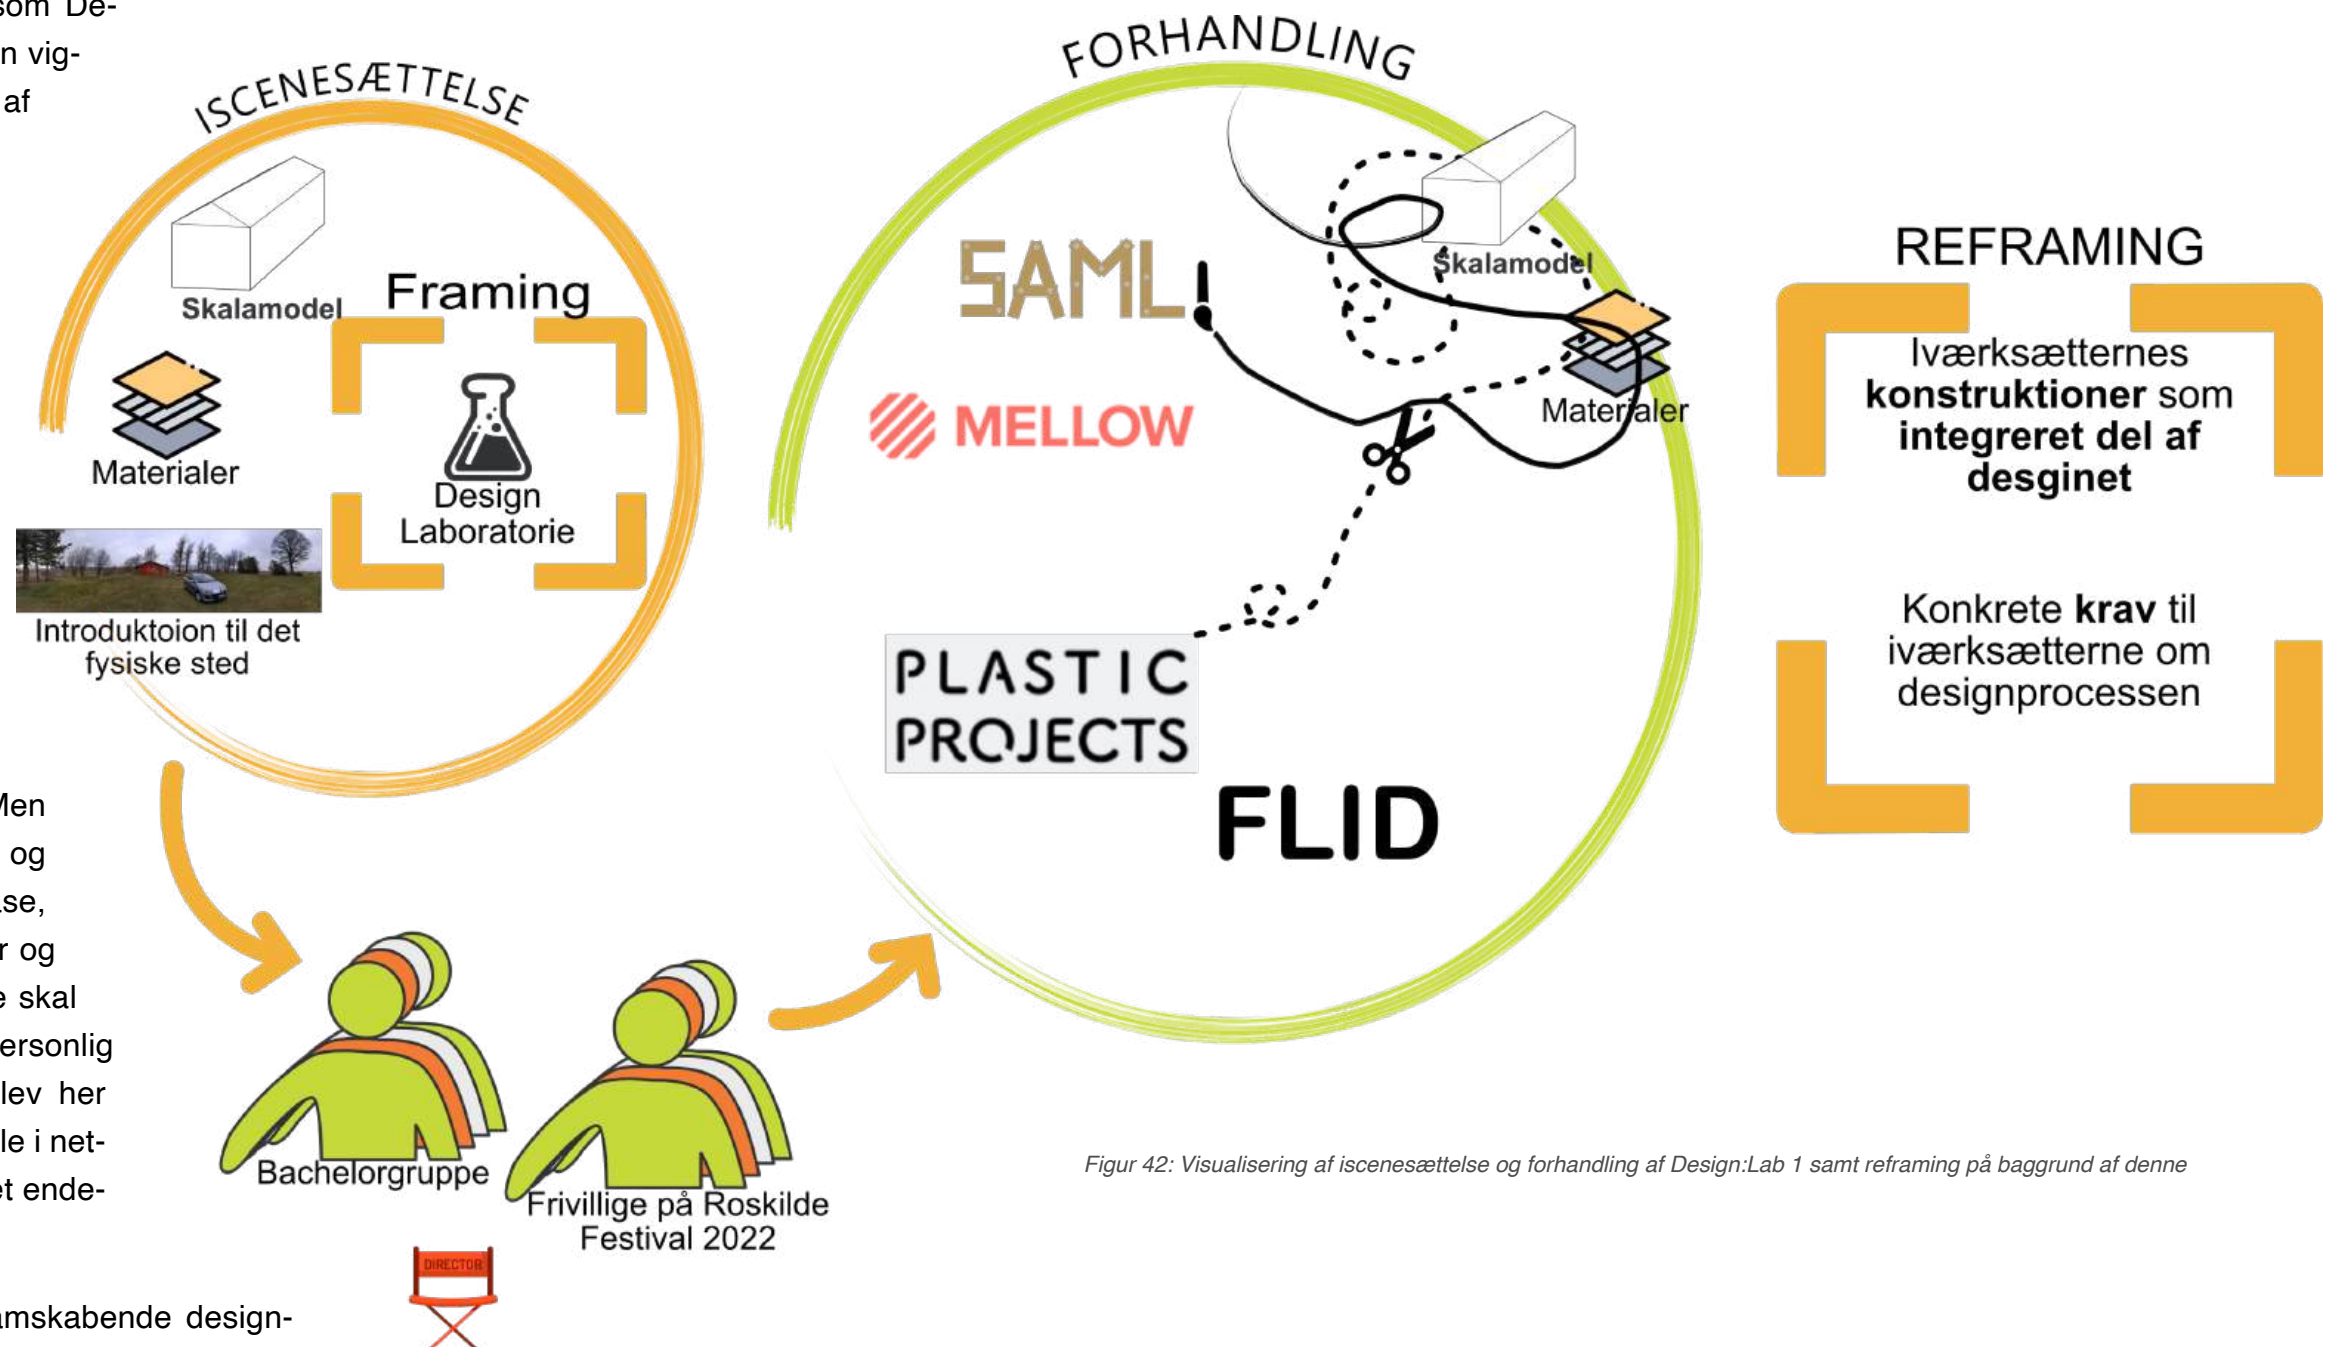 som De-
n vig-
af
ISCENESÆTTELSE
Skalamodel
Framing
Materialer
Design
Laboratorie
Introduktoion til det
fysiske sted
FORHANDLING
SAML
Skalamodel
MELLOW
Materialer
PLASTIC
PROJECTS
FLID
REFRAMING
Iværksætternes
konstruktioner som
integreret del af
desginet
Konkrete krav til
iværksætterne om
designprocessen
Men
og
ase,
r og
e skal
ersonlig
lev her
le i net-
et ende-
amskabende design-
Bachelorgruppe
Frivillige på Roskilde
Festival 2022
DIRECTOR
Figur 42: Visualisering af iscenesættelse og forhandling af Design:Lab 1 samt reframing på baggrund af denne